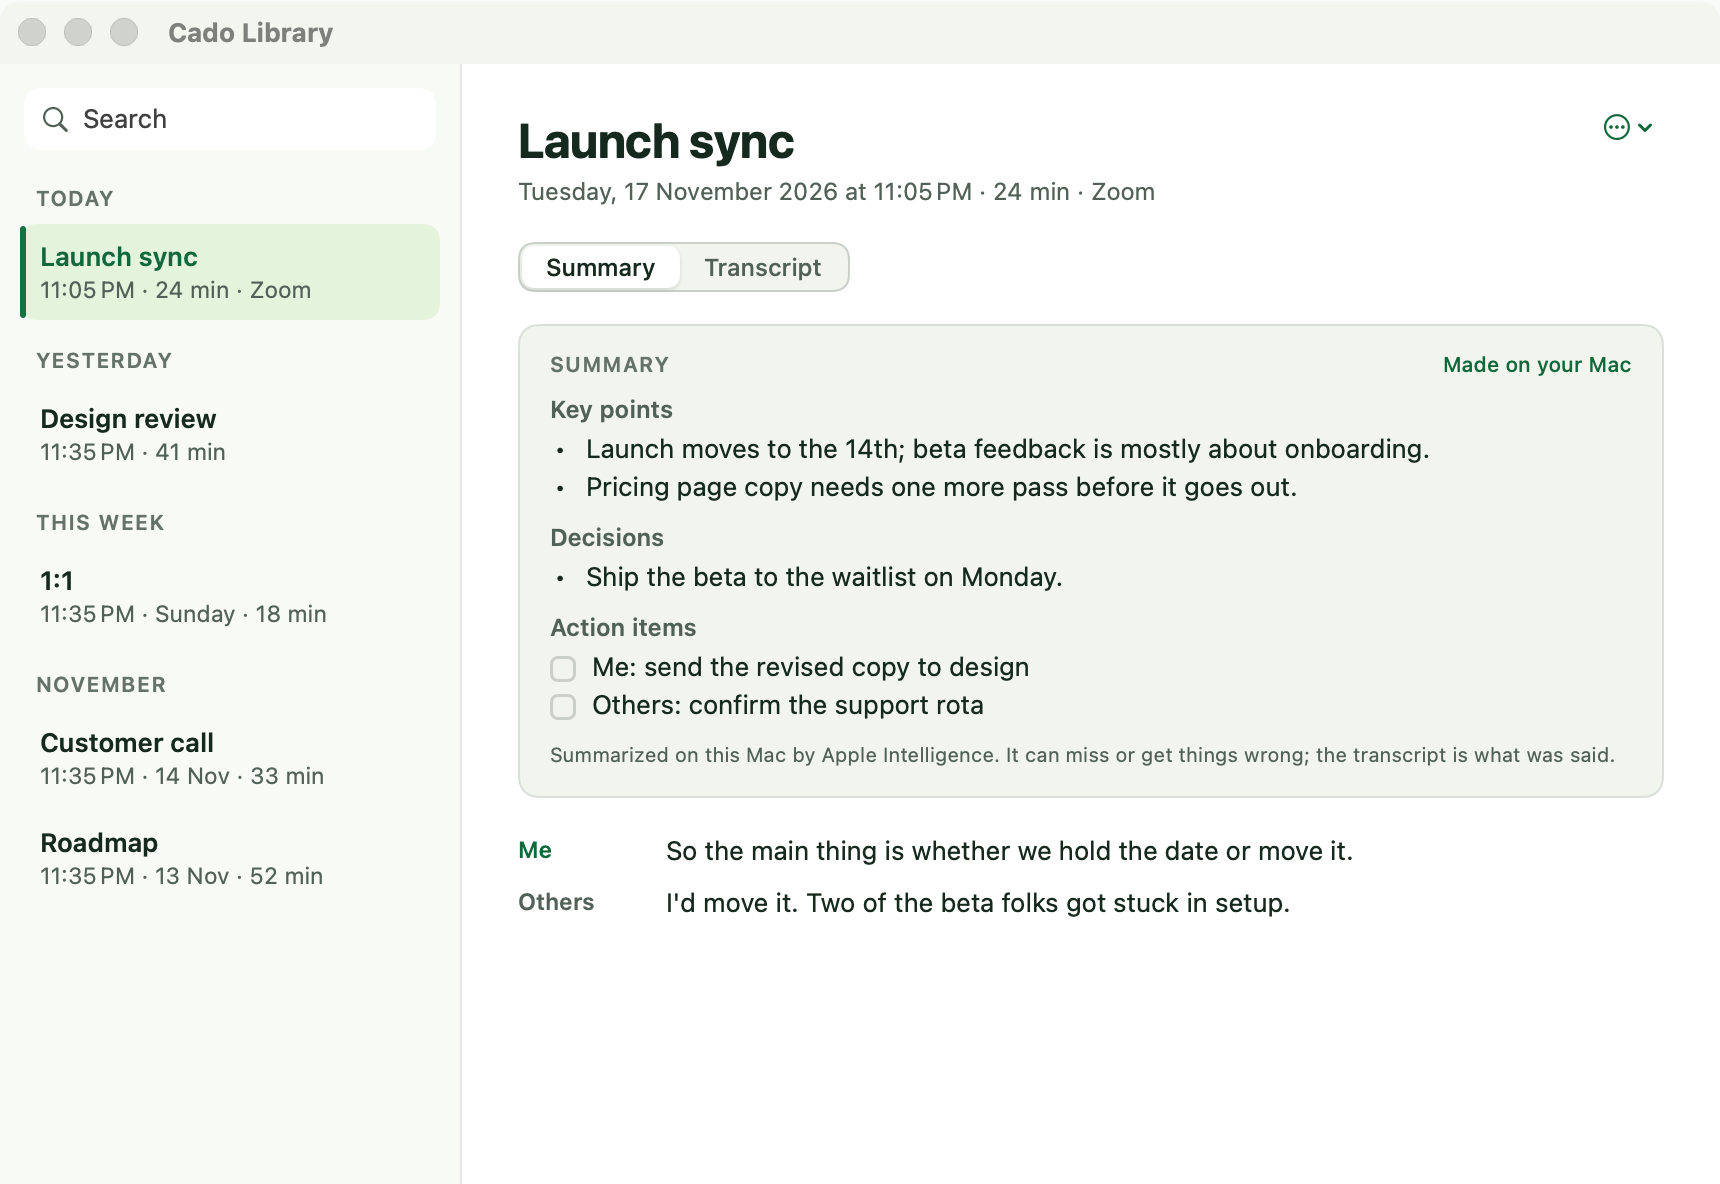 Cado Library
Search
TODAY
Launch sync
11:05 PM · 24 min · Zoom
YESTERDAY
Design review
11:35 PM · 41 min
THIS WEEK
1:1
11:35 PM · Sunday · 18 min
NOVEMBER
Customer call
11:35 PM · 14 Nov · 33 min
Roadmap
11:35 PM · 13 Nov · 52 min
Launch sync
Tuesday, 17 November 2026 at 11:05 PM · 24 min · Zoom
Summary Transcript
SUMMARY Made on your Mac
Key points
• Launch moves to the 14th; beta feedback is mostly about onboarding.
• Pricing page copy needs one more pass before it goes out.
Decisions
• Ship the beta to the waitlist on Monday.
Action items
Me: send the revised copy to design
Others: confirm the support rota
Summarized on this Mac by Apple Intelligence. It can miss or get things wrong; the transcript is what was said.
Me So the main thing is whether we hold the date or move it.
Others I'd move it. Two of the beta folks got stuck in setup.